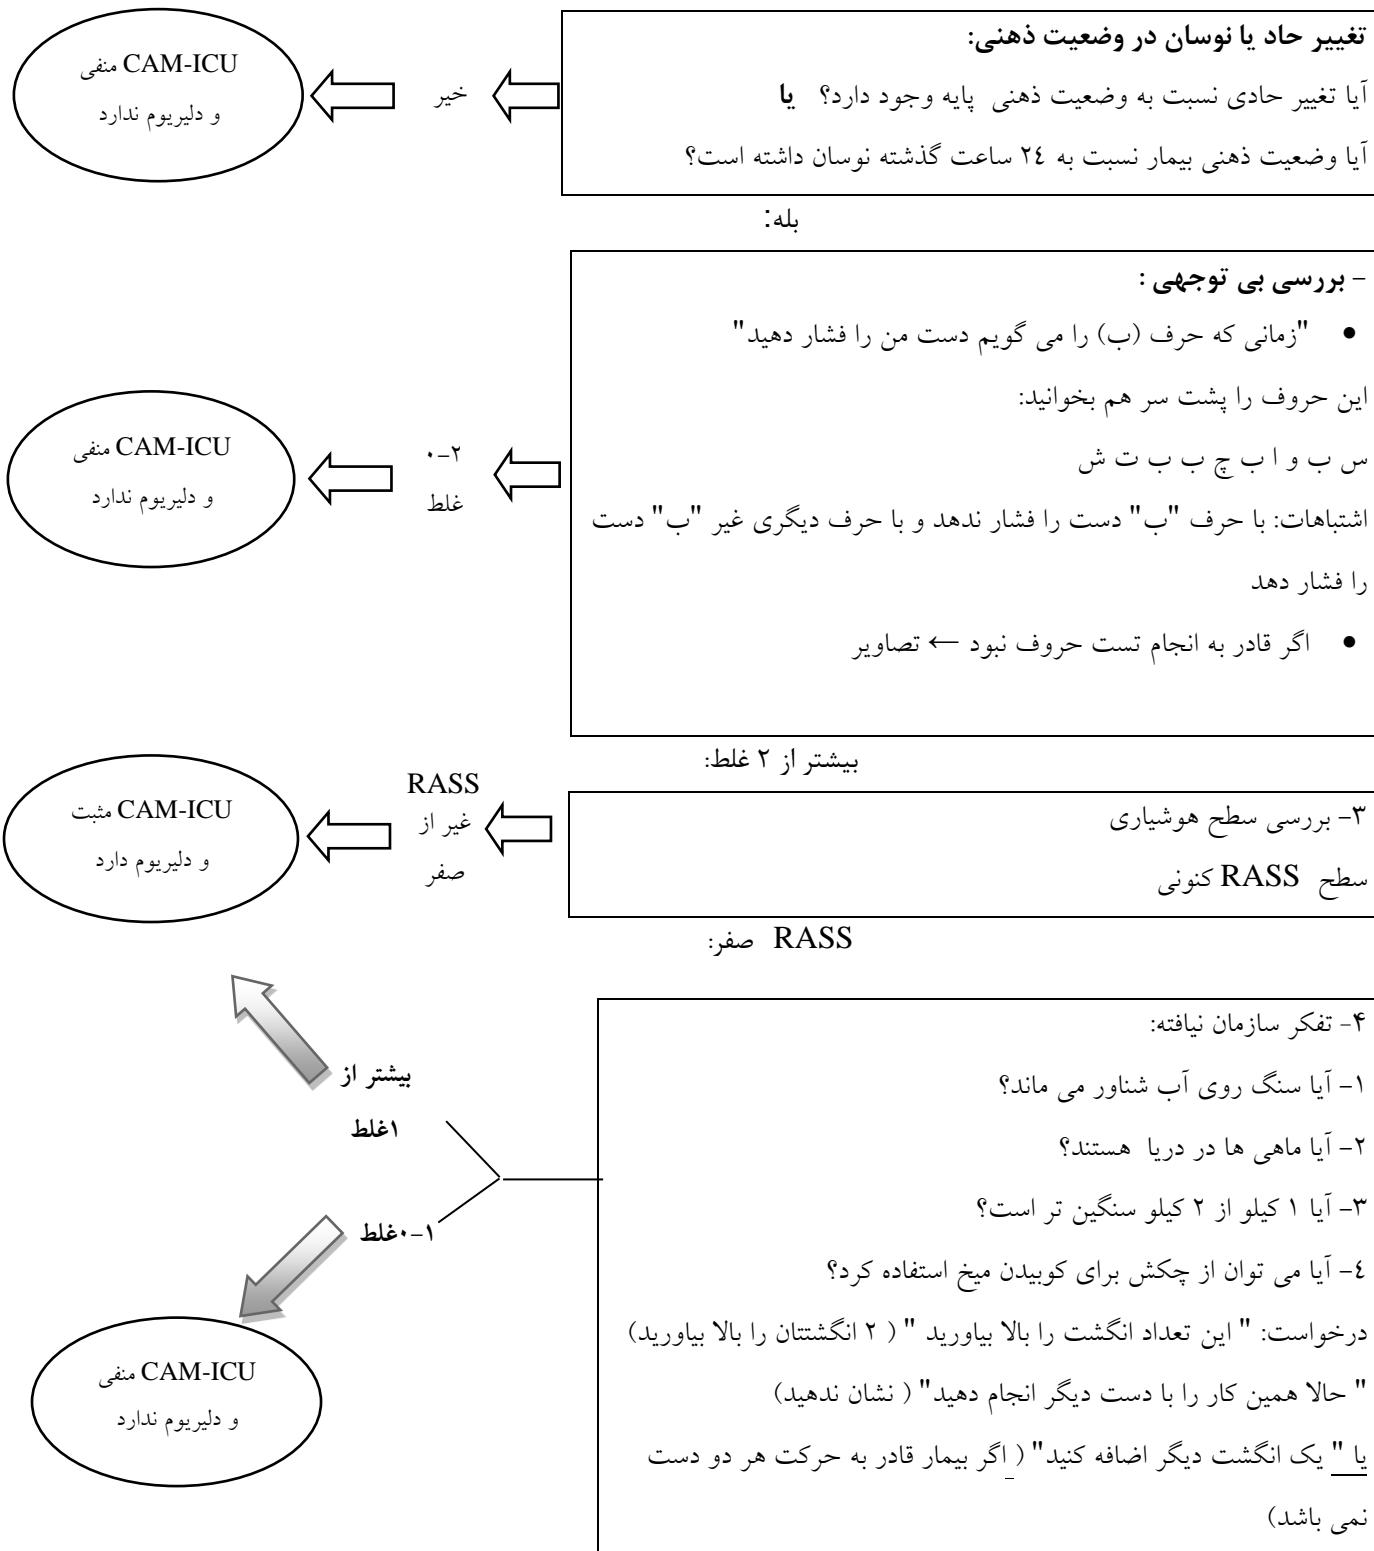 تغییر حاد یا نوسان در وضعیت ذهنی:
آیا تغییر حادی نسبت به وضعیت ذهنی پایه وجود دارد؟ یا
آیا وضعیت ذهنی بیمار نسبت به ٢٤ ساعت گذشته نوسان داشته است؟
خیر
CAM-ICU منفی
و دلیریوم ندارد
بله:
- بررسی بی توجهی :
• "زمانی که حرف (ب) را می گویم دست من را فشار دهید"
این حروف را پشت سر هم بخوانید:
س ب و ا ب چ ب ب ت ش
اشتباهات: با حرف "ب" دست را فشار ندهد و با حرف دیگری غیر "ب" دست
را فشار دهد
• اگر قادر به انجام تست حروف نبود ← تصاویر
۰-۲
غلط
CAM-ICU منفی
و دلیریوم ندارد
بیشتر از ۲ غلط:
۳- بررسی سطح هوشیاری
سطح RASS کنونی
RASS
غیر از
صفر
CAM-ICU مثبت
و دلیریوم دارد
RASS صفر:
۴- تفکر سازمان نیافته:
۱- آیا سنگ روی آب شناور می ماند؟
۲- آیا ماهی ها در دریا هستند؟
۳- آیا ۱ کیلو از ۲ کیلو سنگین تر است؟
٤- آیا می توان از چکش برای کوبیدن میخ استفاده کرد؟
درخواست: " این تعداد انگشت را بالا بیاورید " ( ۲ انگشتتان را بالا بیاورید)
" حالا همین کار را با دست دیگر انجام دهید" ( نشان ندهید)
یا " یک انگشت دیگر اضافه کنید" ( اگر بیمار قادر به حرکت هر دو دست
نمی باشد)
بیشتر از
۱غلط
۰-۱غلط
CAM-ICU منفی
و دلیریوم ندارد